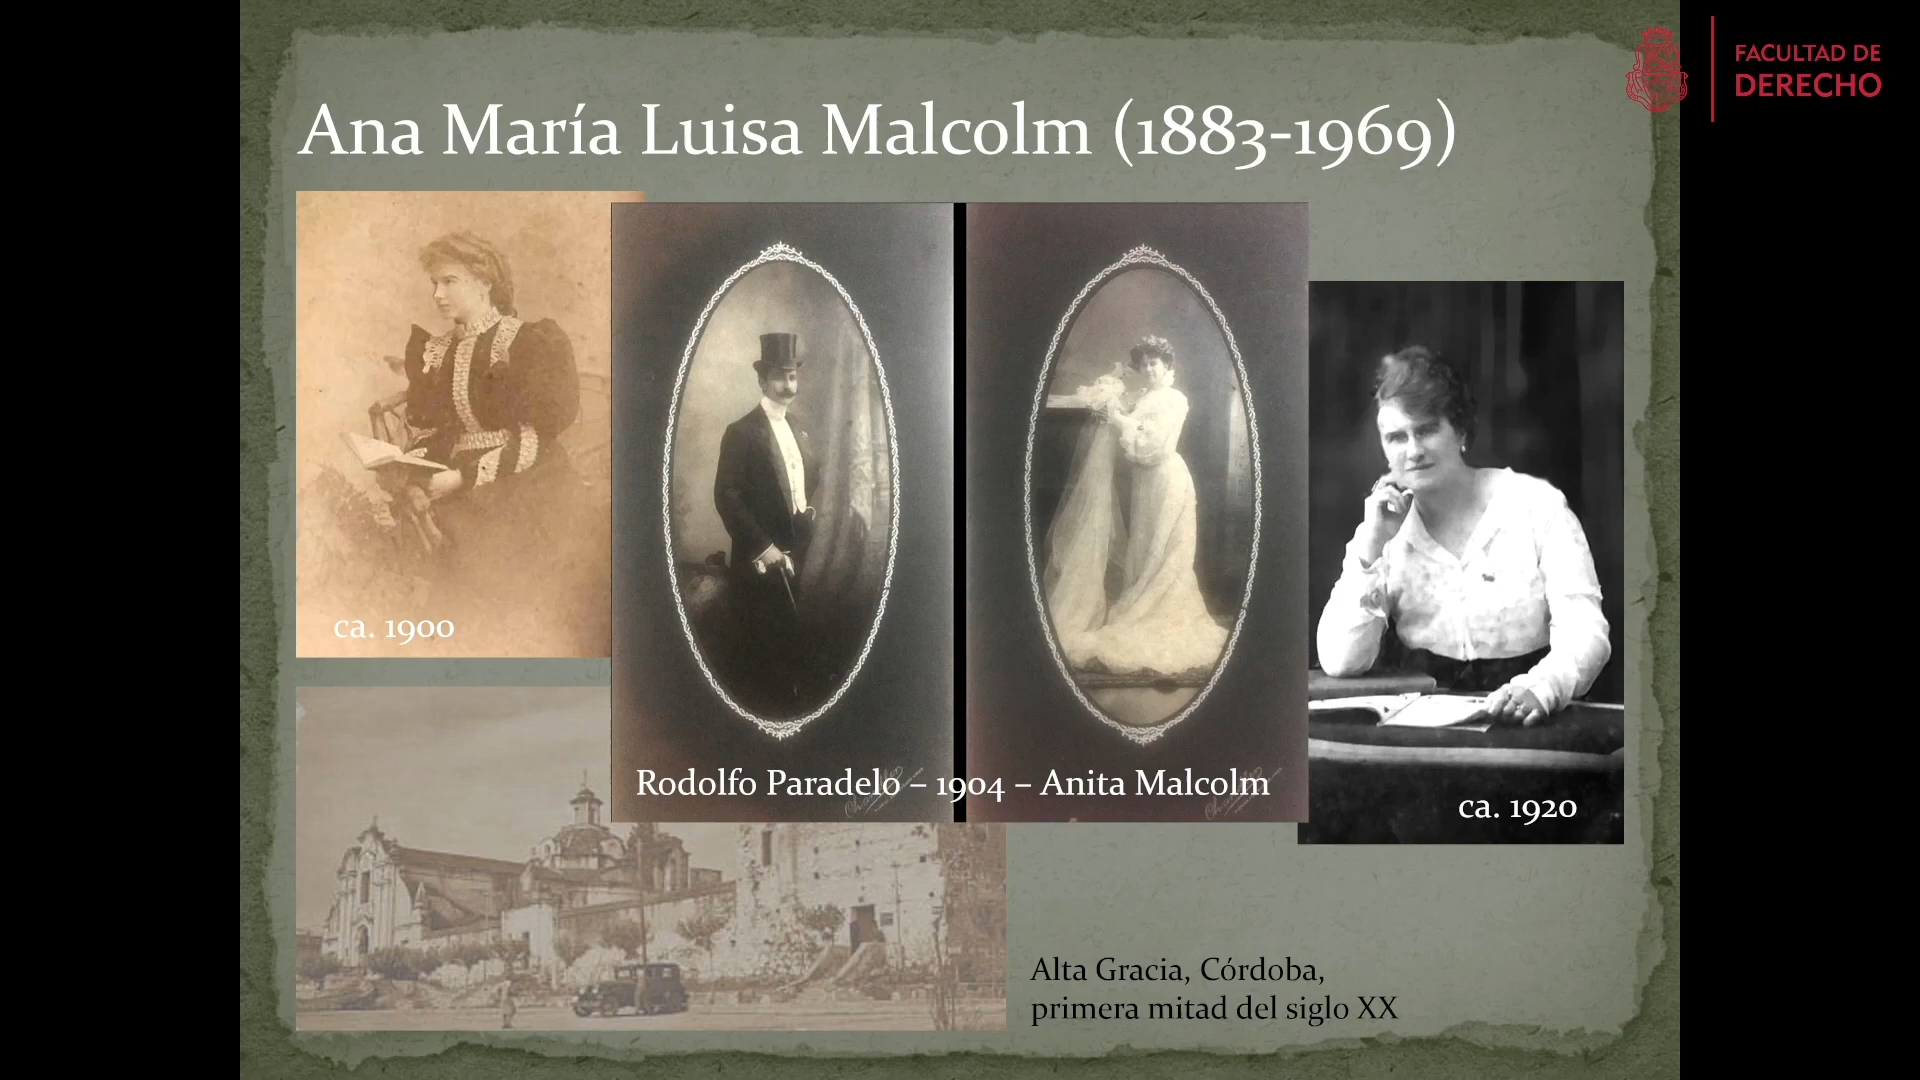 FACULTAD DE
DERECHO
Ana María Luisa Malcolm (1883-1969)
ca. 1900
Rodolfo Paradelo – 1904 – Anita Malcolm
ca. 1920
Alta Gracia, Córdoba,
primera mitad del siglo XX